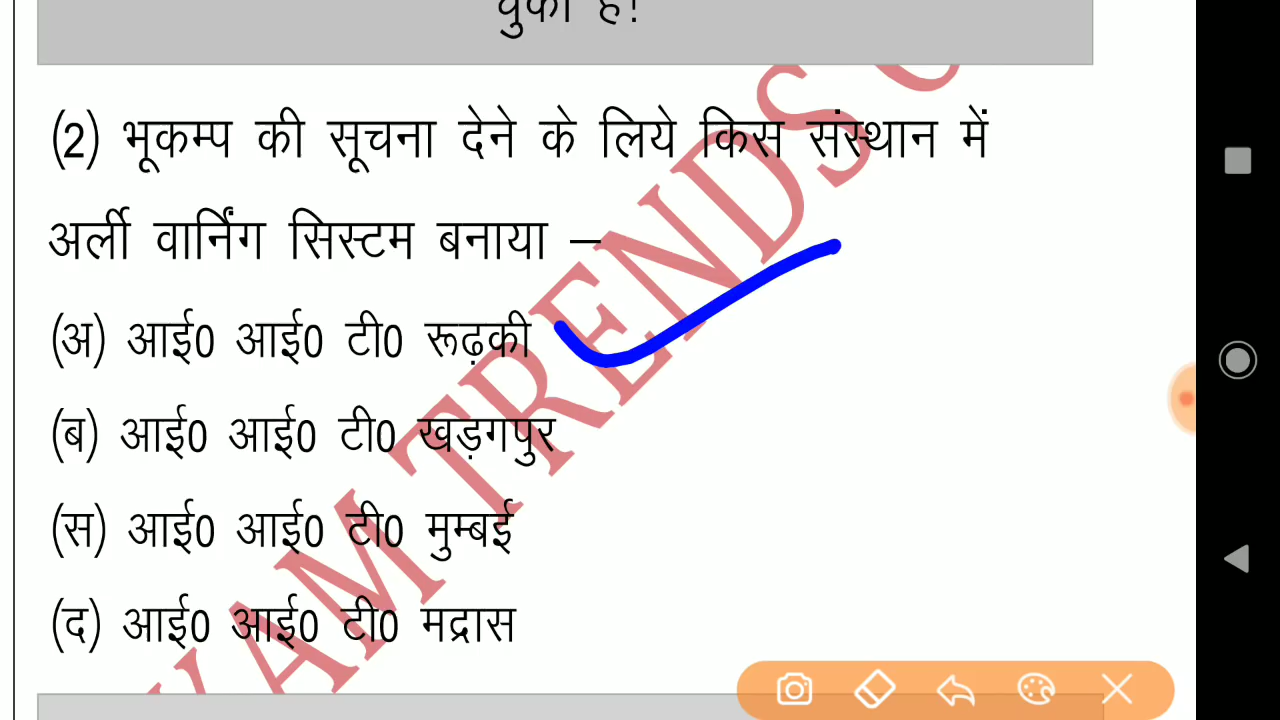 चुका है!
(2) भूकम्प की सूचना देने के लिये किस संस्थान में
अर्ली वार्निंग सिस्टम बनाया –
(अ) आई0 आई0 टी0 रूढ़की
(ब) आई0 आई0 टी0 खड़गपुर
(स) आई0 आई0 टी0 मुम्बई
(द) आई0 आई0 टी0 मद्रास
XAM TRENDS